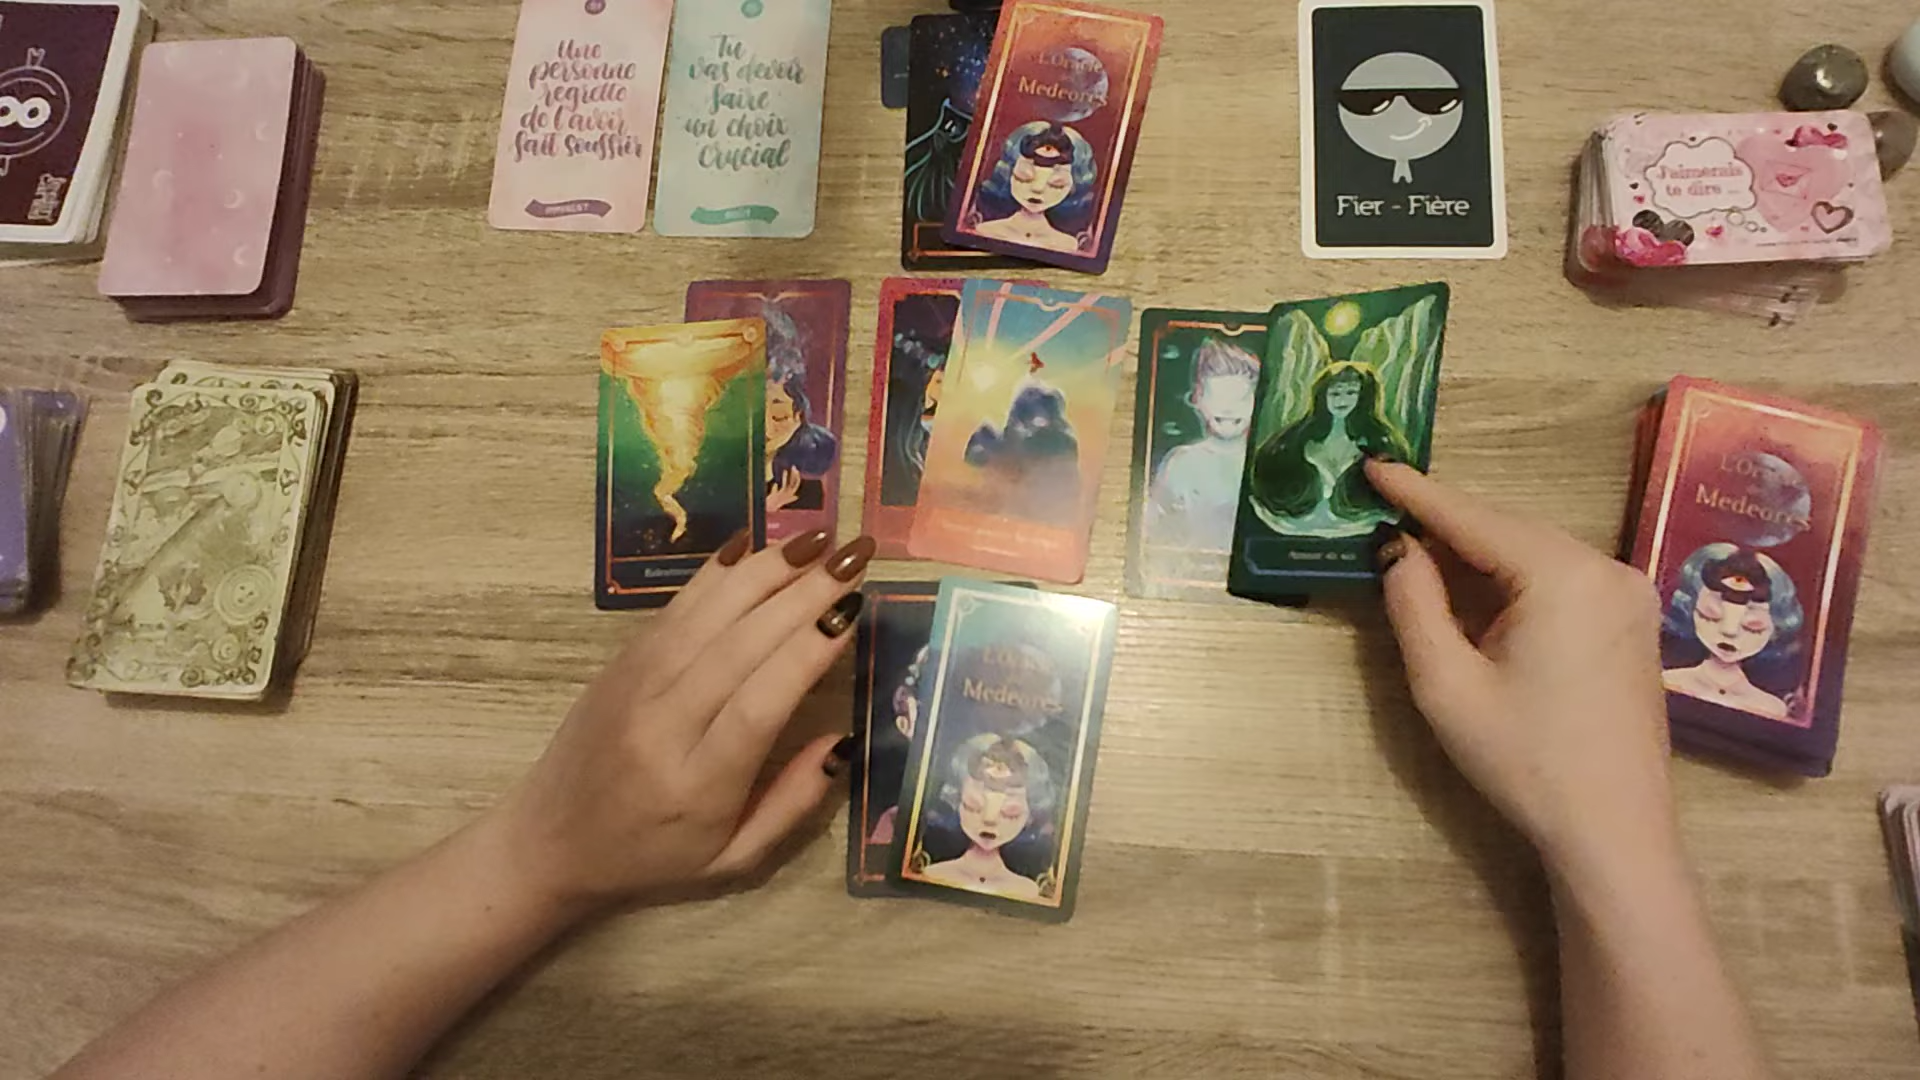 Une
personne
regrette
de l'avoir
fait souffrir
Tu
vas devoir
faire
un choix
Crucial
L'Oracle
Medeores
Fier - Fière
J'aimerais
te dire ...
L'Oracle
Medeores
Amour de soi
L'Oracle
Medeores